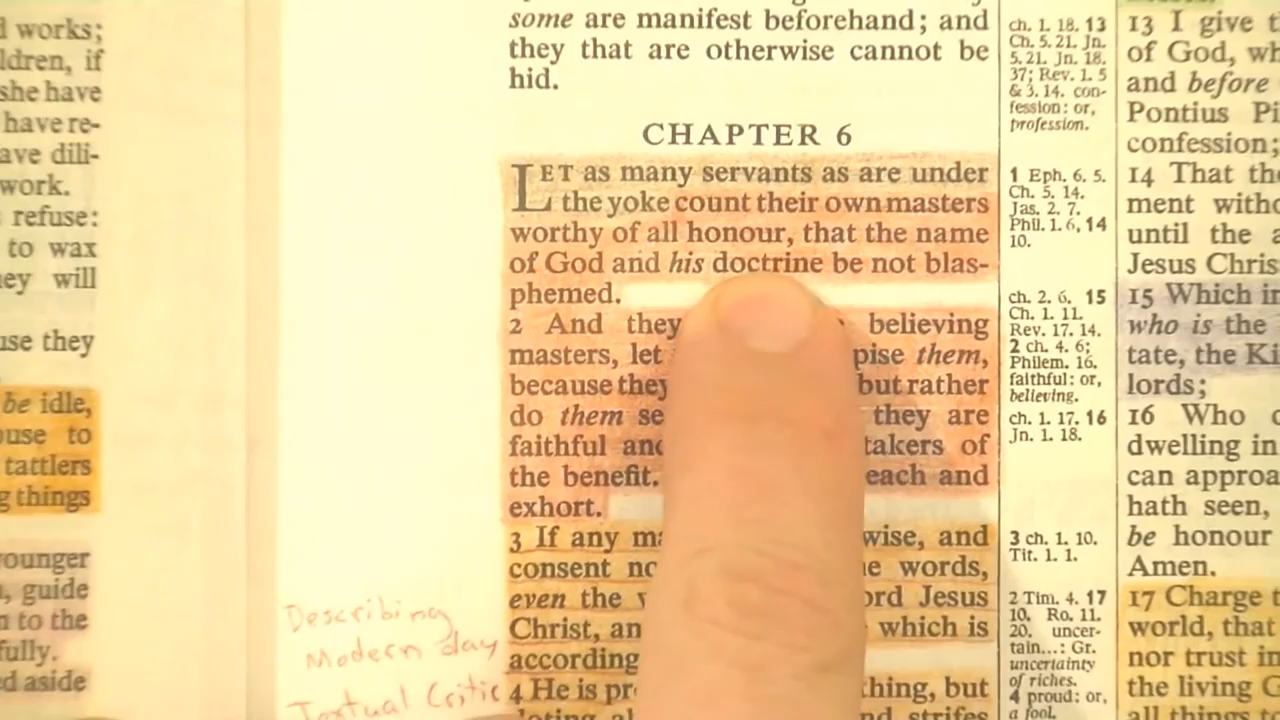 d works;
ldren, if
she have
have re-
ave dili-
work.
refuse:
to wax
ey will
use they
be idle,
ouse to
tattlers
g things
ounger
, guide
n to the
fully.
d aside
Describing
Modern day
Textual Critic
some are manifest beforehand; and
they that are otherwise cannot be
hid.
CHAPTER 6
LET as many servants as are under
the yoke count their own masters
worthy of all honour, that the name
of God and his doctrine be not blas-
phemed.
2 And they believing
masters, let pise them,
because they but rather
do them se they are
faithful and takers of
the benefit. each and
exhort.
3 If any ma wise, and
consent no e words,
even the w ord Jesus
Christ, an which is
according
4 He is pr thing, but
doting ab nd strifes
ch. 1. 18. 13
Ch. 5. 21. Jn.
5. 21. Jn. 18.
37; Rev. 1. 5
& 3. 14. con-
fession: or,
profession.
1 Eph. 6. 5.
Ch. 5. 14.
Jas. 2. 7.
Phil. 1. 6, 14
10.
ch. 2. 6. 15
Ch. 1. 11.
Rev. 17. 14.
2 ch. 4. 6;
Philem. 16.
faithful: or,
believing.
ch. 1. 17. 16
Jn. 1. 18.
3 ch. 1. 10.
Tit. 1. 1.
2 Tim. 4. 17
10. Ro. 11.
20. uncer-
tain...: Gr.
uncertainty
of riches.
4 proud: or,
a fool.
13 I give t
of God, wh
and before
Pontius Pi
confession;
14 That the
ment witho
until the a
Jesus Chris
15 Which in
who is the
tate, the Ki
lords;
16 Who o
dwelling in
can approa
hath seen,
be honour
Amen.
17 Charge t
world, that
nor trust in
the living G
all things to